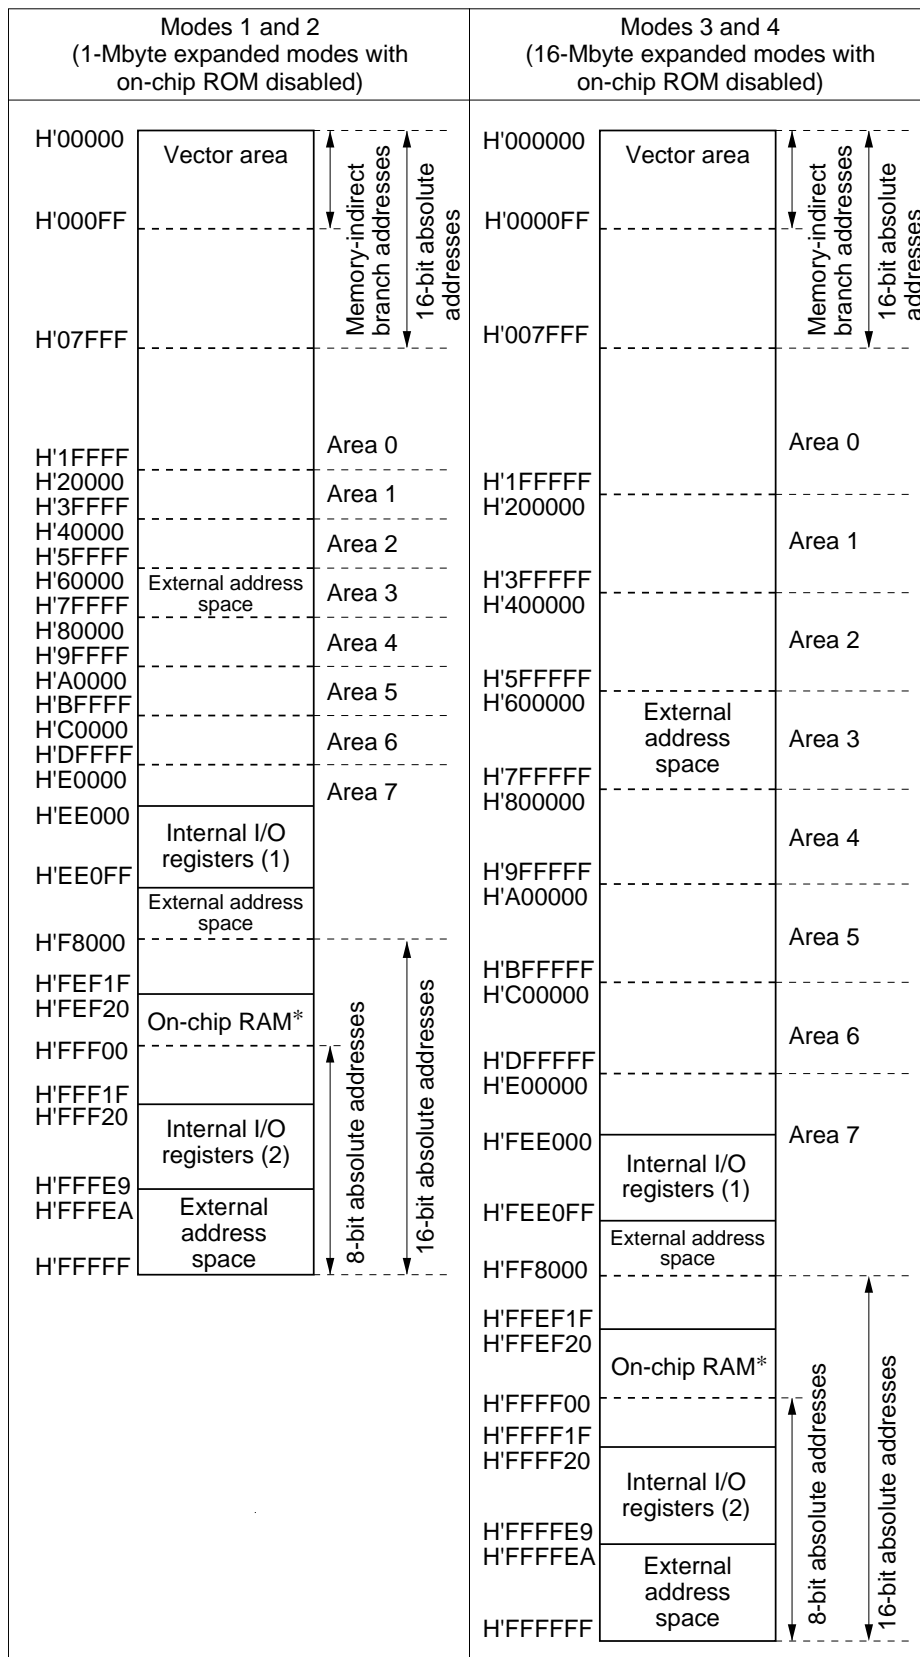 Modes 1 and 2
(1-Mbyte expanded modes with
on-chip ROM disabled)
H'00000
Vector area
H'000FF
Memory-indirect
branch addresses
16-bit absolute
addresses
H'07FFF
Area 0
H'1FFFF
H'20000
Area 1
H'3FFFF
H'40000
Area 2
H'5FFFF
H'60000
External address
space
Area 3
H'7FFFF
H'80000
Area 4
H'9FFFF
H'A0000
Area 5
H'BFFFF
H'C0000
Area 6
H'DFFFF
H'E0000
Area 7
H'EE000
Internal I/O
registers (1)
H'EE0FF
External address
space
H'F8000
H'FEF1F
H'FEF20
On-chip RAM*
H'FFF00
H'FFF1F
H'FFF20
Internal I/O
registers (2)
H'FFFE9
H'FFFEA
External
address
space
H'FFFFF
8-bit absolute addresses
16-bit absolute addresses
Modes 3 and 4
(16-Mbyte expanded modes with
on-chip ROM disabled)
H'000000
Vector area
H'0000FF
Memory-indirect
branch addresses
16-bit absolute
addresses
H'007FFF
Area 0
H'1FFFFF
H'200000
Area 1
H'3FFFFF
H'400000
Area 2
H'5FFFFF
H'600000
External
address
space
Area 3
H'7FFFFF
H'800000
Area 4
H'9FFFFF
H'A00000
Area 5
H'BFFFFF
H'C00000
Area 6
H'DFFFFF
H'E00000
Area 7
H'FEE000
Internal I/O
registers (1)
H'FEE0FF
External address
space
H'FF8000
H'FFEF1F
H'FFEF20
On-chip RAM*
H'FFFF00
H'FFFF1F
H'FFFF20
Internal I/O
registers (2)
H'FFFFE9
H'FFFFEA
External
address
space
H'FFFFFF
8-bit absolute addresses
16-bit absolute addresses